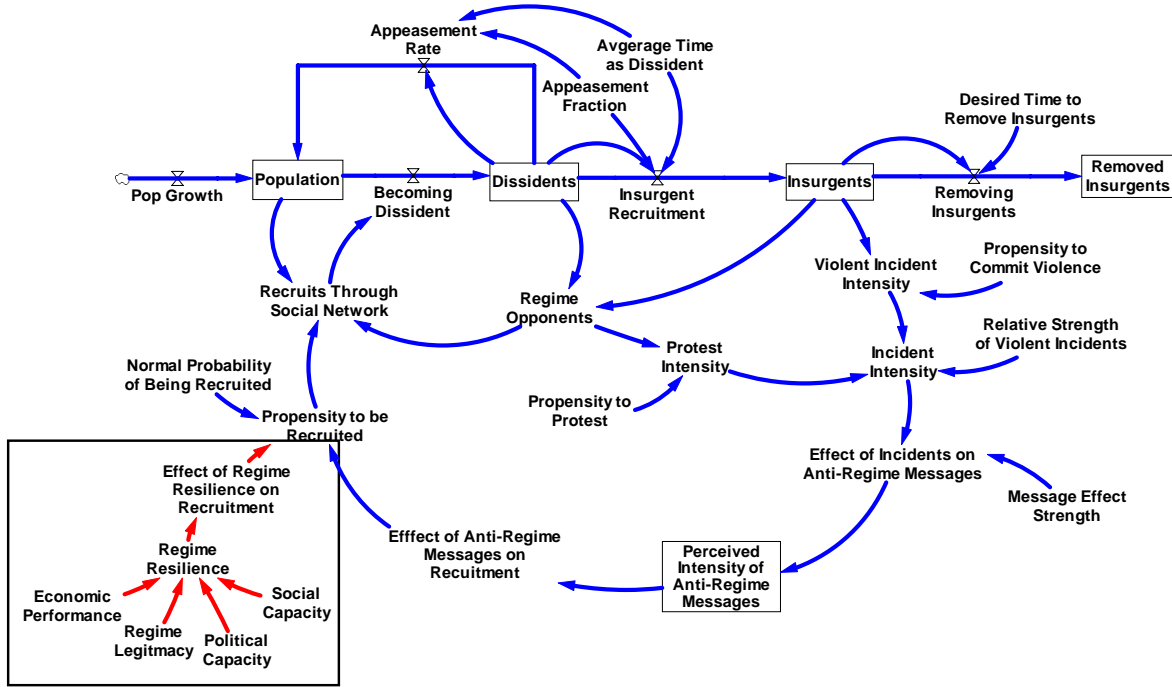 Appeasement
Rate
Avgerage Time
as Dissident
Appeasement
Fraction
Desired Time to
Remove Insurgents
Pop Growth
Population
Becoming
Dissident
Dissidents
Insurgent
Recruitment
Insurgents
Removing
Insurgents
Removed
Insurgents
Recruits Through
Social Network
Regime
Opponents
Violent Incident
Intensity
Propensity to
Commit Violence
Protest
Intensity
Incident
Intensity
Relative Strength
of Violent Incidents
Normal Probability
of Being Recruited
Propensity to
Protest
Propensity to be
Recruited
Effect of Incidents on
Anti-Regime Messages
Message Effect
Strength
Effect of Regime
Resilience on
Recruitment
Efffect of Anti-Regime
Messages on
Recuitment
Perceived
Intensity of
Anti-Regime
Messages
Regime
Resilience
Economic
Performance
Regime
Legitmacy
Political
Capacity
Social
Capacity